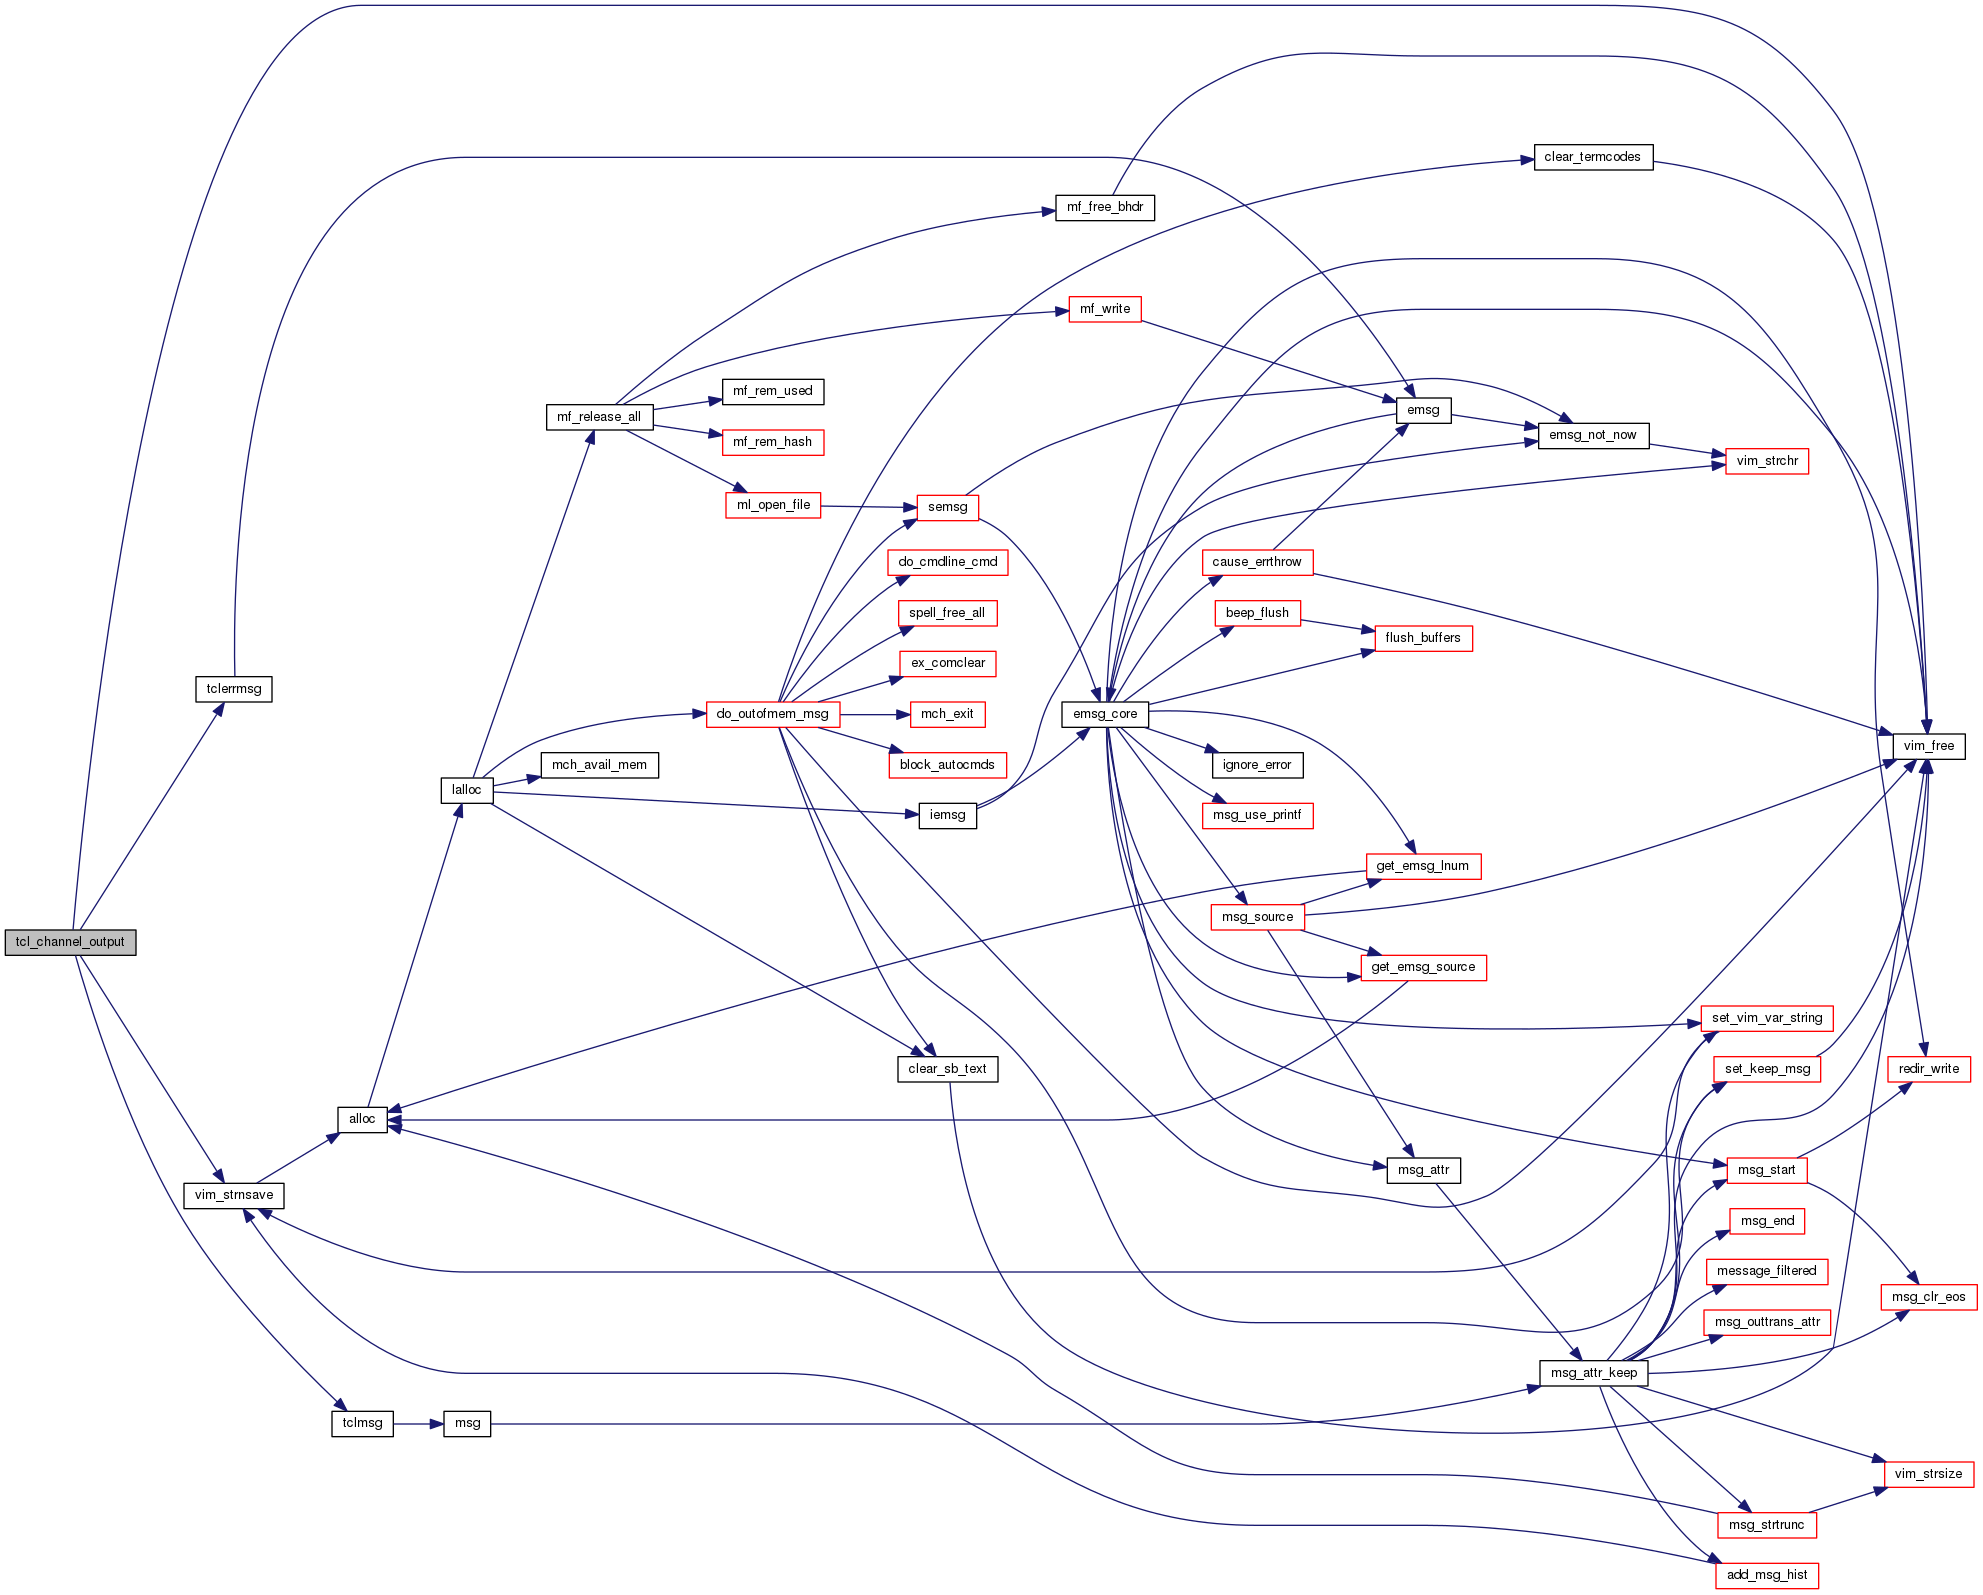 clear_termcodes
mf_free_bhdr
mf_write
mf_rem_used
mf_release_all
emsg
emsg_not_now
mf_rem_hash
vim_strchr
ml_open_file
semsg
do_cmdline_cmd
cause_errthrow
spell_free_all
beep_flush
flush_buffers
ex_comclear
tclerrmsg
do_outofmem_msg
mch_exit
emsg_core
vim_free
mch_avail_mem
block_autocmds
ignore_error
lalloc
iemsg
msg_use_printf
get_emsg_lnum
msg_source
tcl_channel_output
get_emsg_source
set_vim_var_string
clear_sb_text
set_keep_msg
redir_write
alloc
msg_attr
msg_start
vim_strnsave
msg_end
message_filtered
msg_clr_eos
msg_outtrans_attr
msg_attr_keep
tclmsg
msg
vim_strsize
msg_strtrunc
add_msg_hist